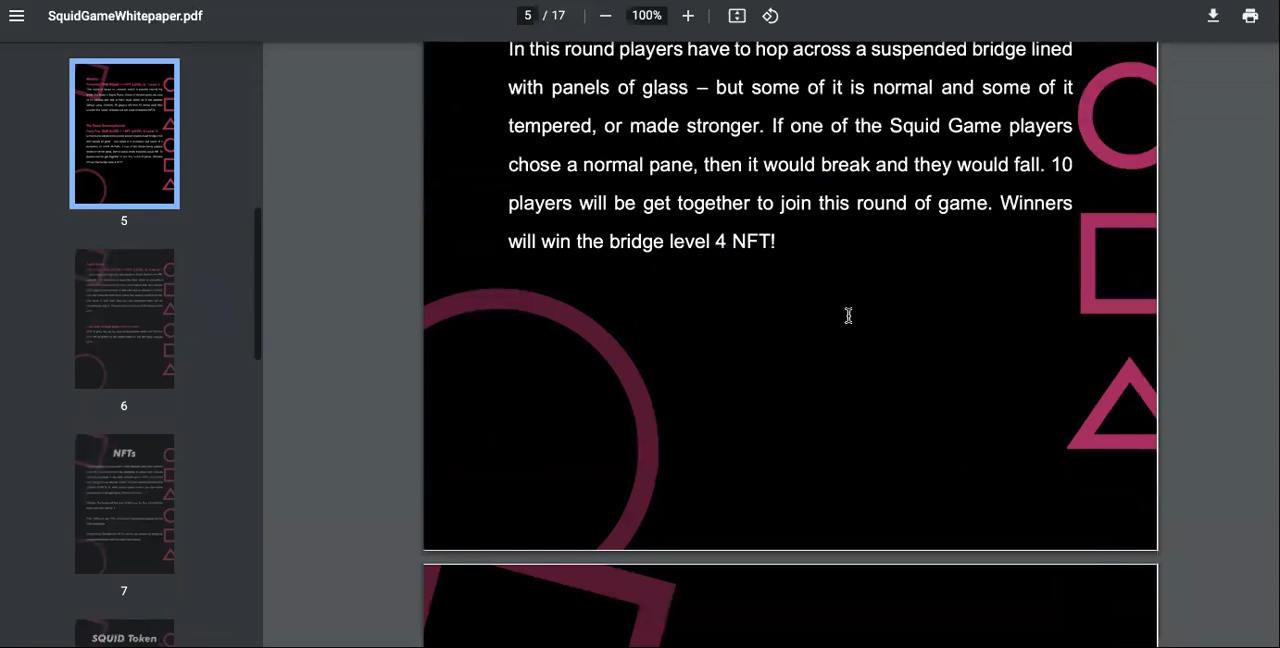 SquidGameWhitepaper.pdf
5 / 17
100%
In this round players have to hop across a suspended bridge lined
with panels of glass – but some of it is normal and some of it
tempered, or made stronger. If one of the Squid Game players
chose a normal pane, then it would break and they would fall. 10
players will be get together to join this round of game. Winners
will win the bridge level 4 NFT!
5
6
NFTs
7
SQUID Token